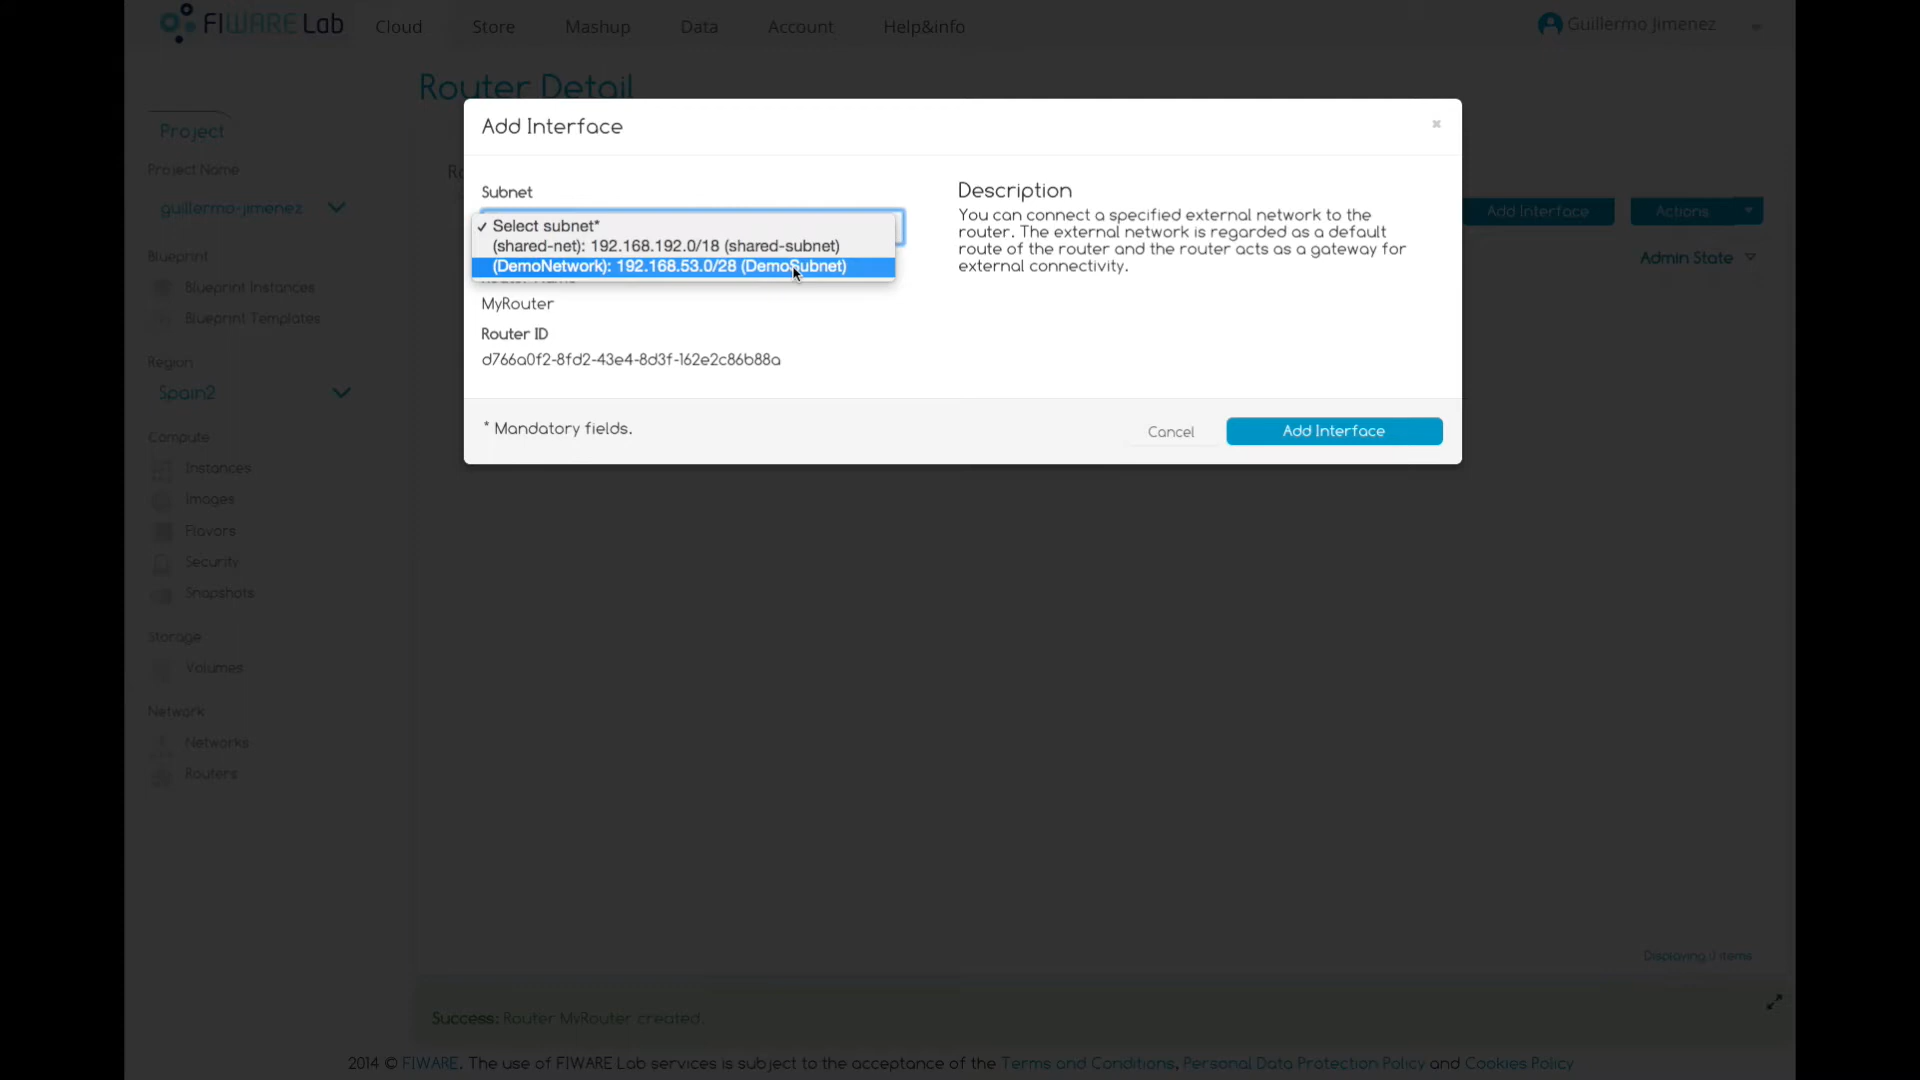 FIWARE Lab
Cloud
Store
Mashup
Data
Account
Help&info
Guillermo Jimenez
Router Detail
Project
Project Name
guillermo-jimenez
Blueprint
Blueprint Instances
Blueprint Templates
Region
Spain2
Compute
Instances
Images
Flavors
Security
Snapshots
Storage
Volumes
Network
Networks
Routers
Add Interface
×
Subnet
✓ Select subnet*
(shared-net): 192.168.192.0/18 (shared-subnet)
(DemoNetwork): 192.168.53.0/28 (DemoSubnet)
Router Name
MyRouter
Router ID
d766a0f2-8fd2-43e4-8d3f-162e2c86b88a
Description
You can connect a specified external network to the
router. The external network is regarded as a default
route of the router and the router acts as a gateway for
external connectivity.
* Mandatory fields.
Cancel
Add Interface
Add Interface
Actions
Admin State
Displaying 0 items
Success: Router MyRouter created.
2014 © FIWARE. The use of FIWARE Lab services is subject to the acceptance of the Terms and Conditions, Personal Data Protection Policy and Cookies Policy